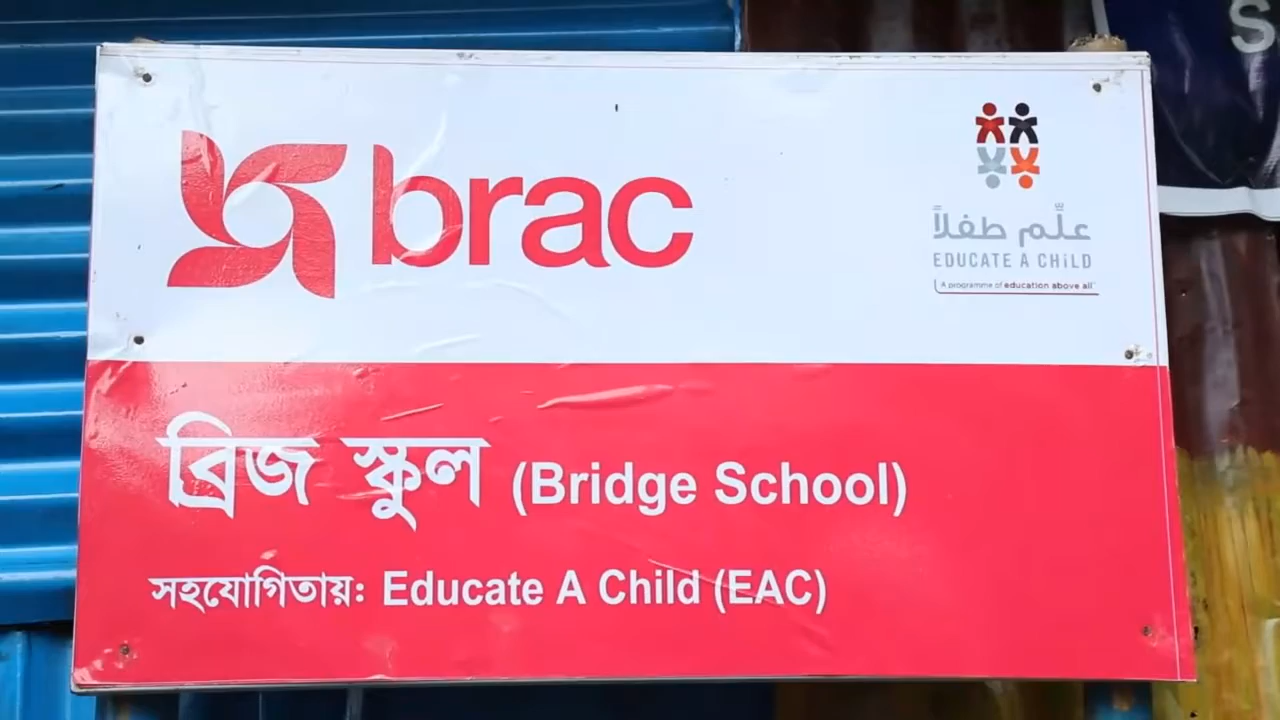 S
brac
علّم طفلاً
EDUCATE A CHiLD
A programme of education above all
ব্রিজ স্কুল (Bridge School)
সহযোগিতায়ঃ Educate A Child (EAC)